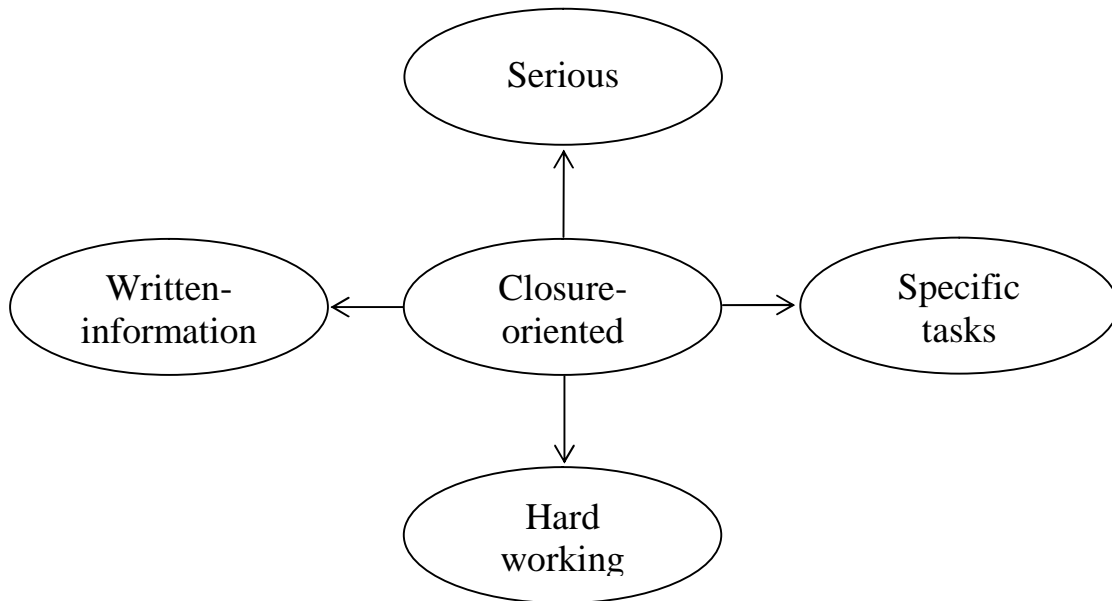 Serious
Written-
information
Closure-
oriented
Specific
tasks
Hard
working